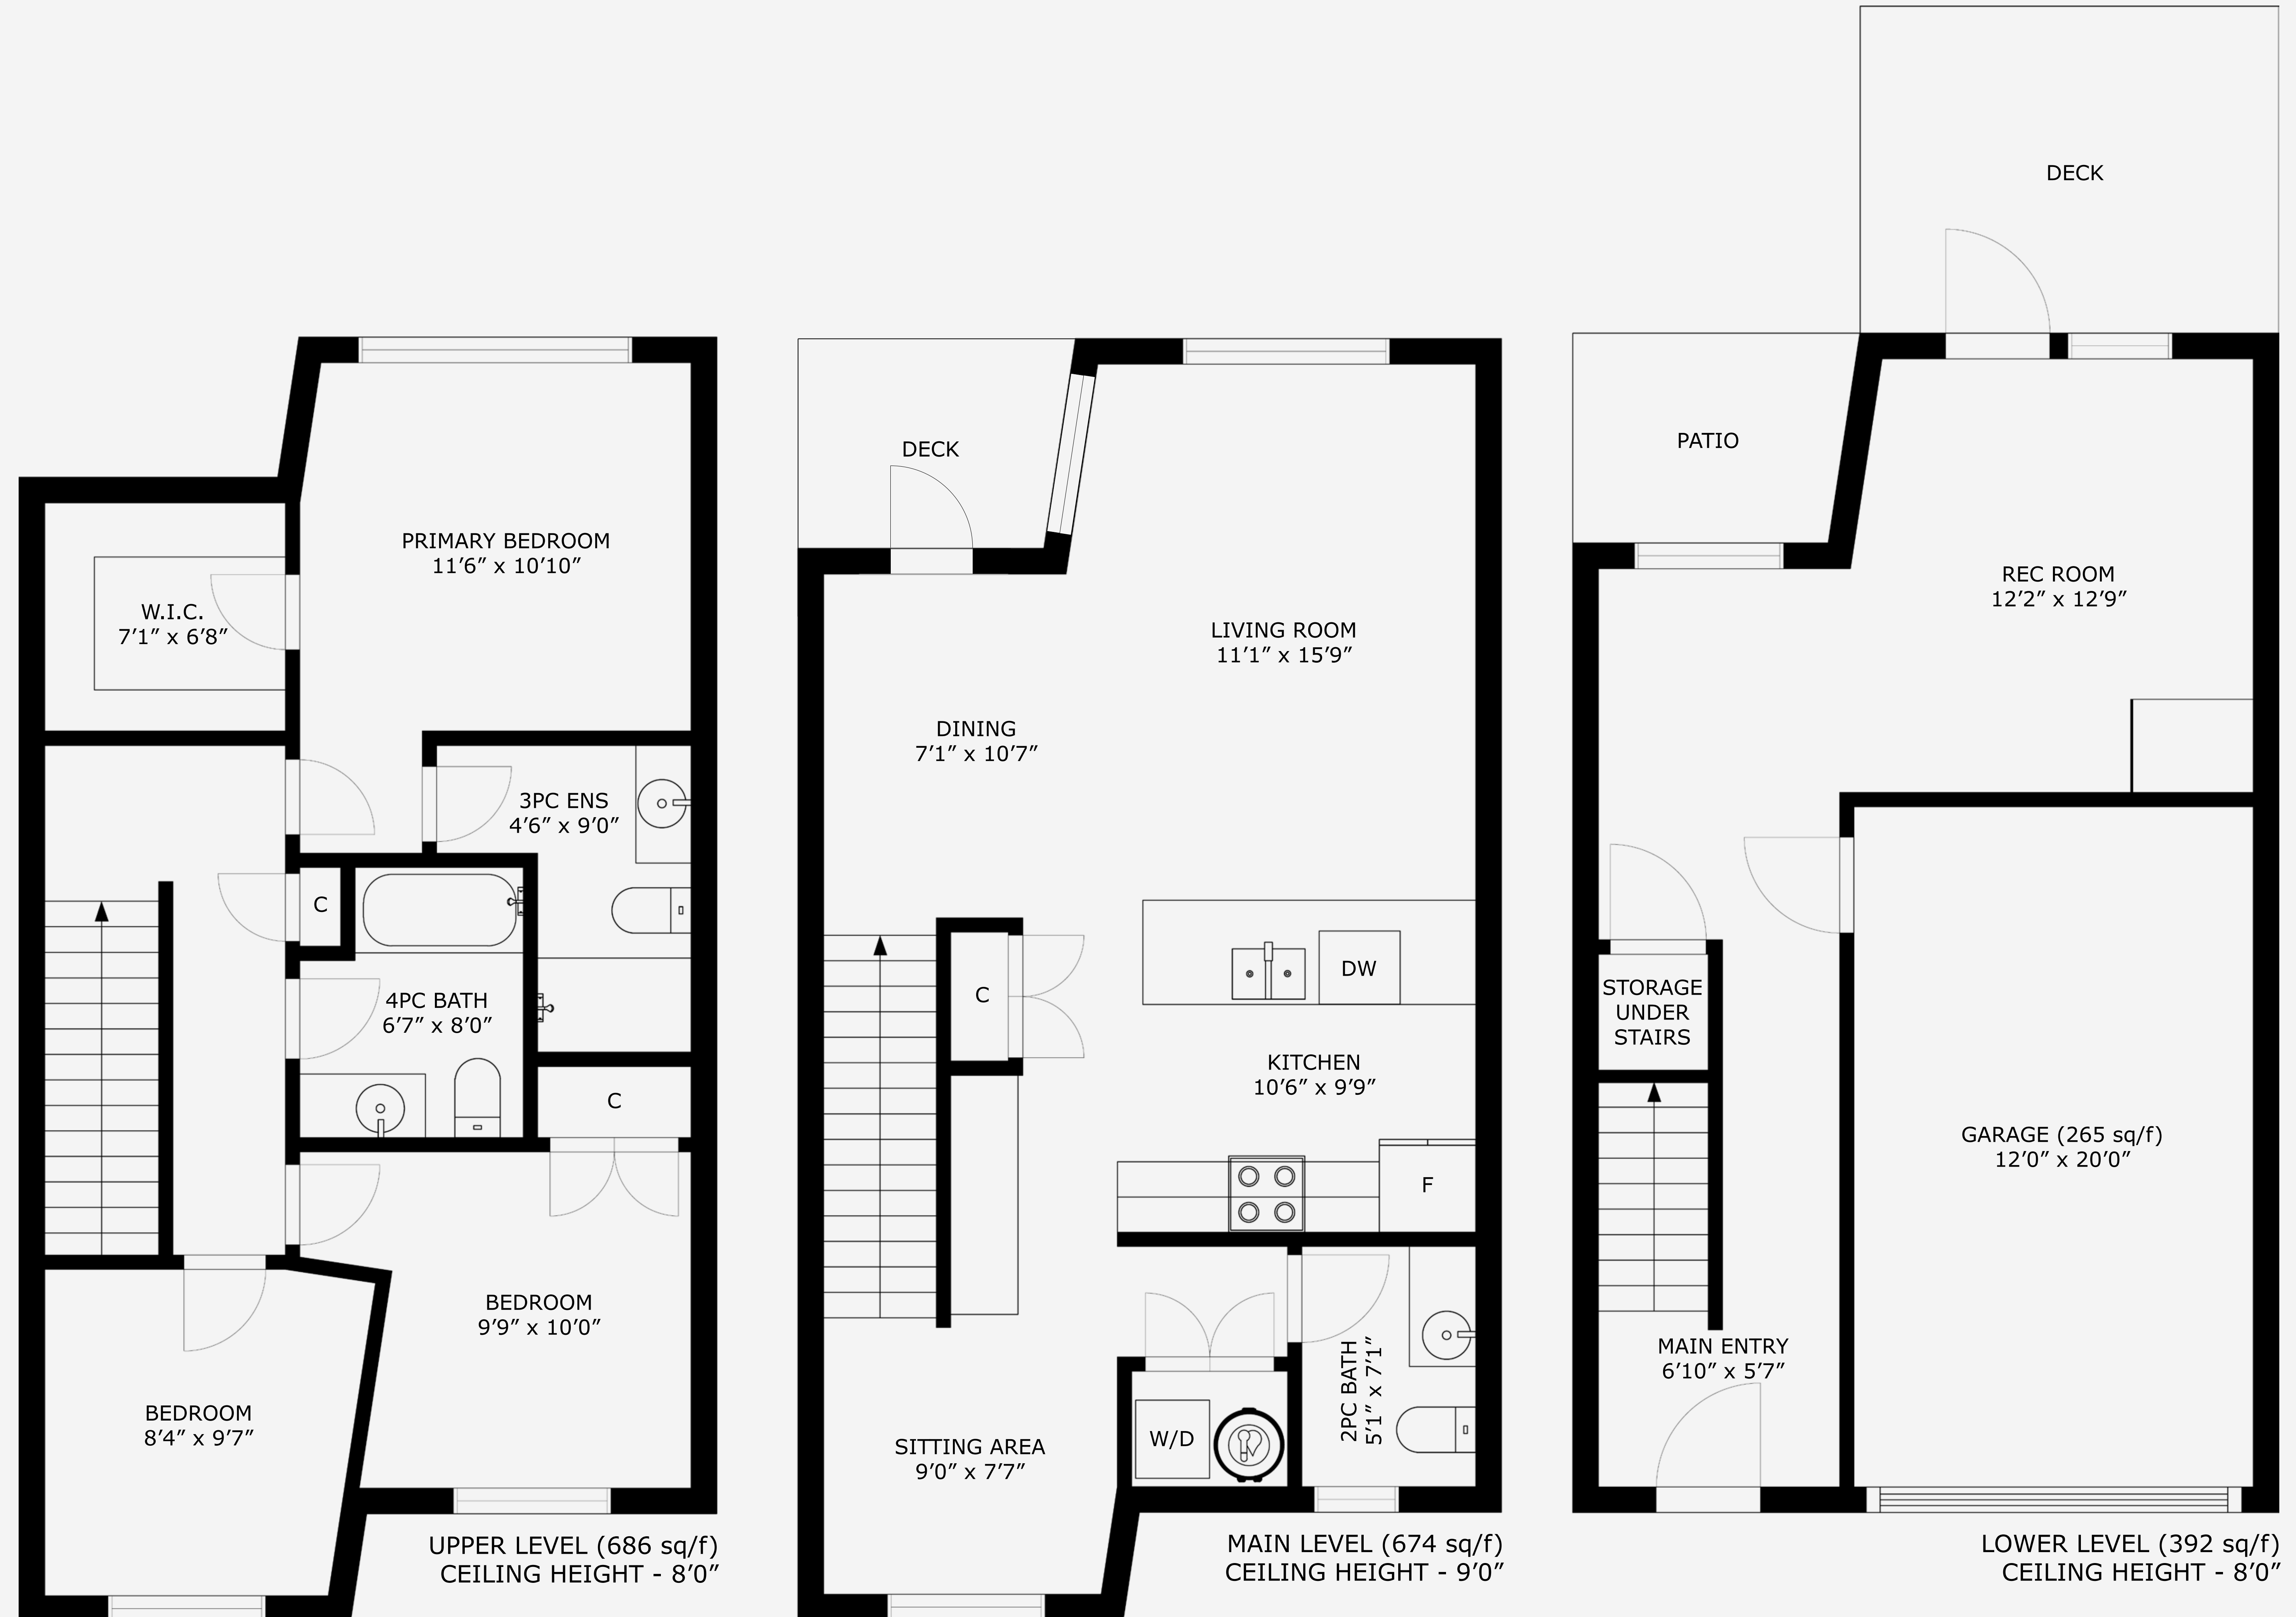 PRIMARY BEDROOM
11′6″ x 10′10″
W.I.C.
7′1″ x 6′8″
3PC ENS
4′6″ x 9′0″
C
4PC BATH
6′7″ x 8′0″
C
BEDROOM
9′9″ x 10′0″
BEDROOM
8′4″ x 9′7″
UPPER LEVEL (686 sq/f)
CEILING HEIGHT - 8′0″
DECK
LIVING ROOM
11′1″ x 15′9″
DINING
7′1″ x 10′7″
DW
C
KITCHEN
10′6″ x 9′9″
F
2PC BATH
5′1″ x 7′1″
W/D
SITTING AREA
9′0″ x 7′7″
MAIN LEVEL (674 sq/f)
CEILING HEIGHT - 9′0″
DECK
PATIO
REC ROOM
12′2″ x 12′9″
STORAGE
UNDER
STAIRS
GARAGE (265 sq/f)
12′0″ x 20′0″
MAIN ENTRY
6′10″ x 5′7″
LOWER LEVEL (392 sq/f)
CEILING HEIGHT - 8′0″